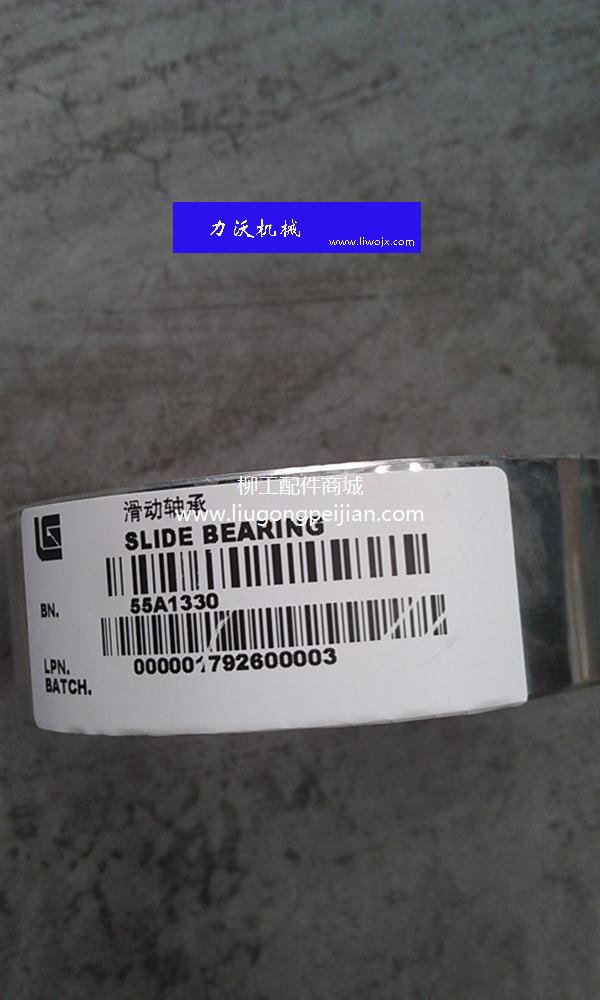 力沃机械
www.liwojx.com
柳工配件商城
滑动轴承
www.liugongpeijian.com
SLIDE BEARING
BN.
55A1330
LPN.
000001792600003
BATCH.